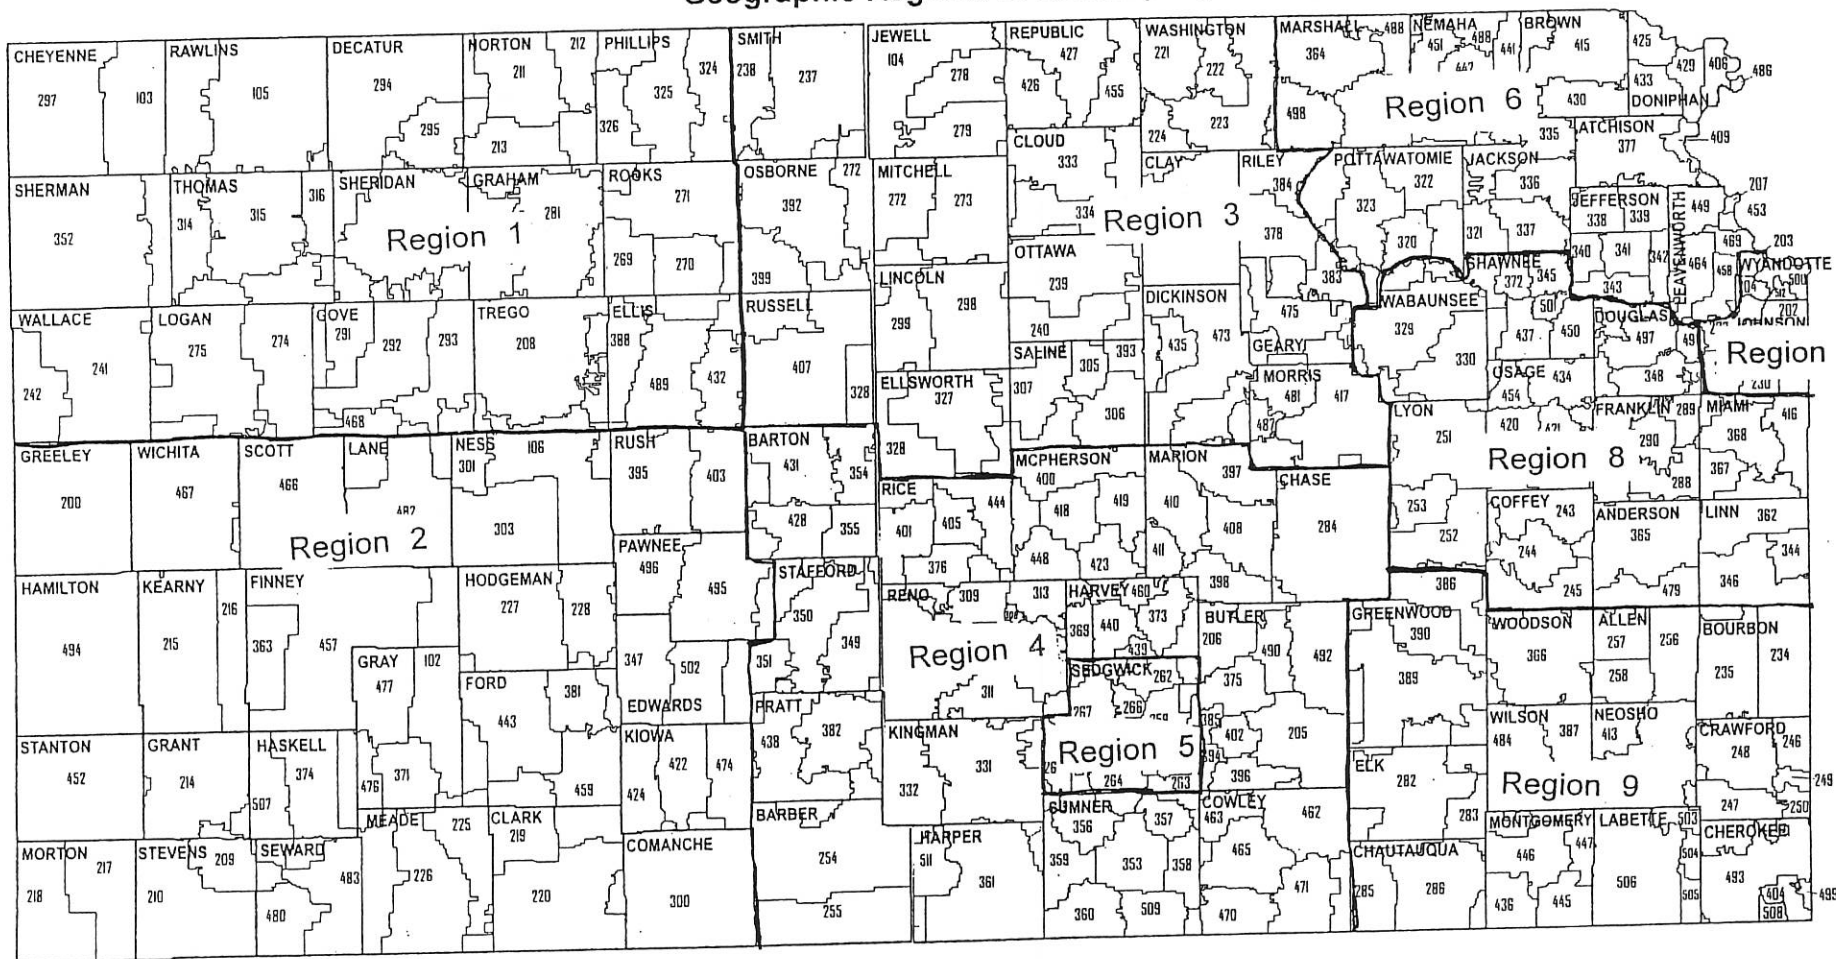 CHEYENNE
297
103
RAWLINS
105
DECATUR
294
295
NORTON
211
212
213
PHILLIPS
324
325
326
SMITH
238
237
JEWELL
104
278
279
REPUBLIC
427
426
455
WASHINGTON
221
222
223
224
MARSHALL
364
488
498
NEMAHA
451
488
441
BROWN
415
425
433
430
429
406
486
DONIPHAN
Region 6
SHERMAN
352
THOMAS
314
315
316
SHERIDAN
GRAHAM
281
Region 1
ROOKS
271
269
270
OSBORNE
272
392
399
MITCHELL
272
273
CLOUD
333
334
CLAY
RILEY
384
378
383
Region 3
POTTAWATOMIE
322
323
320
JACKSON
335
336
337
321
ATCHISON
377
409
JEFFERSON
338
339
340
341
342
343
LEAVENWORTH
449
207
453
469
464
458
203
WYANDOTTE
500
202
JOHNSON
WALLACE
241
242
LOGAN
275
274
GOVE
291
292
293
468
TREGO
208
ELLIS
388
489
432
RUSSELL
407
328
LINCOLN
299
298
OTTAWA
239
240
DICKINSON
435
473
GEARY
475
SALINE
307
305
393
306
ELLSWORTH
327
328
MORRIS
481
417
487
WABAUNSEE
329
330
SHAWNEE
372
345
501
437
450
DOUGLAS
497
348
OSAGE
454
434
420
Region
GREELEY
200
WICHITA
467
SCOTT
466
LANE
482
NESS
301
106
303
Region 2
RUSH
395
403
BARTON
431
354
428
355
RICE
401
405
444
376
MCPHERSON
400
418
419
448
423
MARION
397
410
408
411
398
CHASE
284
LYON
251
253
252
386
Region 8
FRANKLIN
289
290
288
MIAMI
416
368
367
COFFEY
243
244
245
ANDERSON
365
479
LINN
362
344
346
HAMILTON
494
KEARNY
215
216
FINNEY
363
457
HODGEMAN
227
228
PAWNEE
496
495
STAFFORD
350
349
351
RENO
309
313
311
Region 4
HARVEY
460
369
440
373
439
BUTLER
206
490
492
375
385
402
205
394
396
GREENWOOD
390
389
WOODSON
366
ALLEN
257
256
258
BOURBON
235
234
GRAY
477
102
476
371
FORD
443
381
459
EDWARDS
347
502
SEDGWICK
262
267
266
264
263
Region 5
STANTON
452
GRANT
214
HASKELL
374
507
KIOWA
422
474
424
PRATT
438
382
KINGMAN
332
331
ELK
282
283
WILSON
484
387
NEOSHO
413
Region 9
CRAWFORD
248
246
249
247
250
MORTON
218
217
STEVENS
209
210
SEWARD
483
480
MEADE
225
226
CLARK
219
220
COMANCHE
300
BARBER
254
255
HARPER
511
361
SUMNER
356
357
359
353
358
360
509
COWLEY
463
462
465
471
470
CHAUTAUQUA
285
286
MONTGOMERY
446
447
436
445
LABETTE
503
504
505
506
CHEROKEE
493
404
508
499